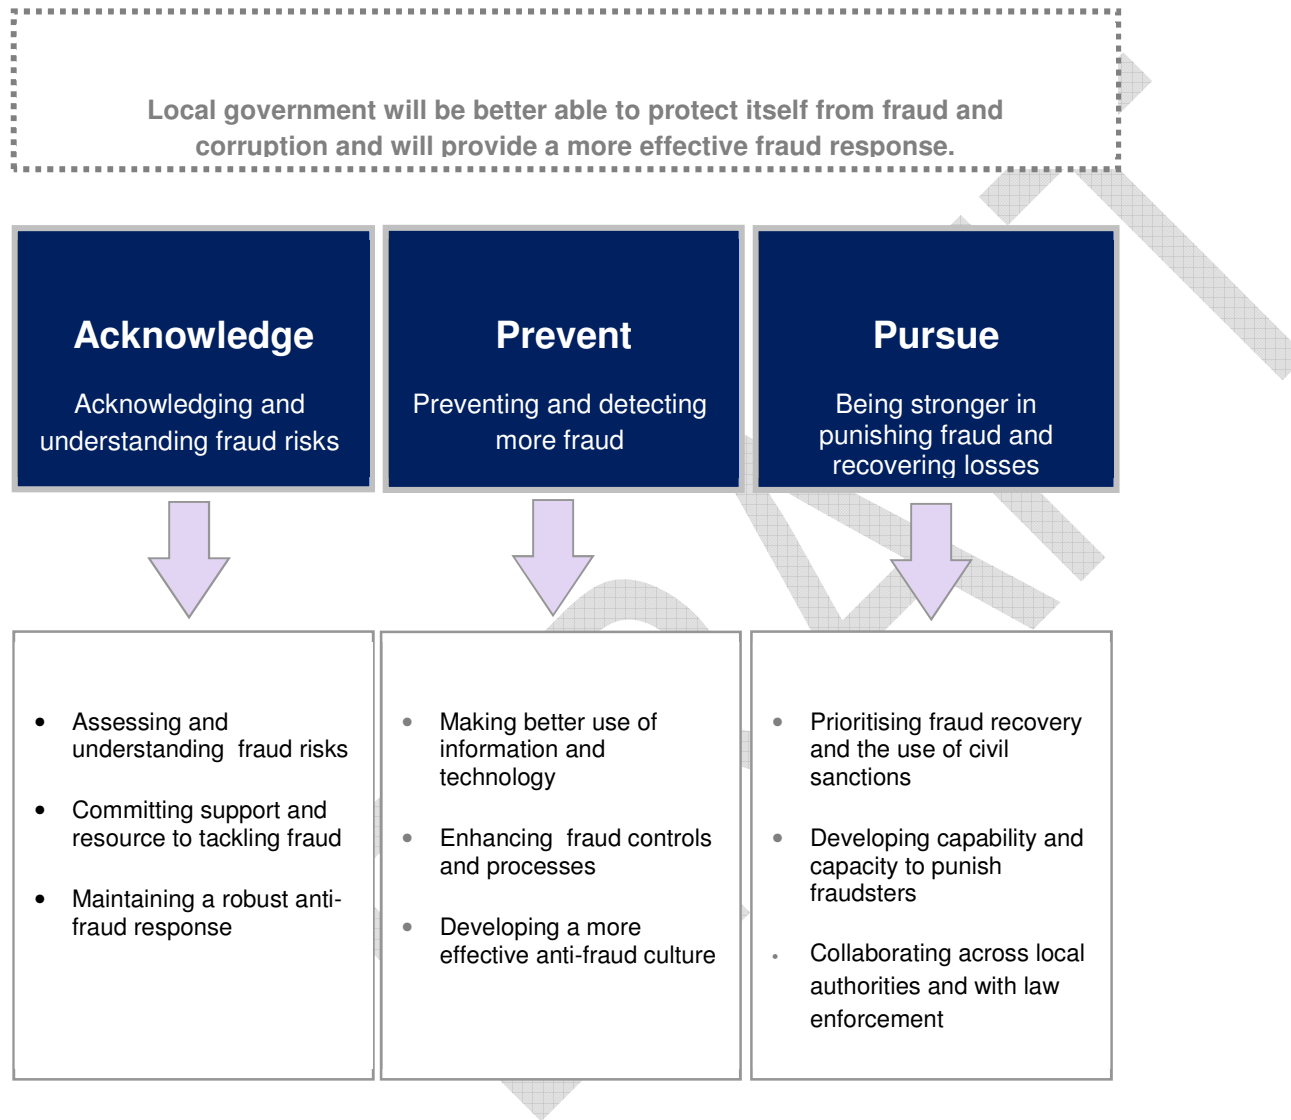 Local government will be better able to protect itself from fraud and
corruption and will provide a more effective fraud response.
Acknowledge
Acknowledging and
understanding fraud risks
Prevent
Preventing and detecting
more fraud
Pursue
Being stronger in
punishing fraud and
recovering losses
• Assessing and
understanding  fraud risks
• Committing support and
resource to tackling fraud
• Maintaining a robust anti-
fraud response
• Making better use of
information and
technology
• Enhancing  fraud controls
and processes
• Developing a more
effective anti-fraud culture
• Prioritising fraud recovery
and the use of civil
sanctions
• Developing capability and
capacity to punish
fraudsters
• Collaborating across local
authorities and with law
enforcement